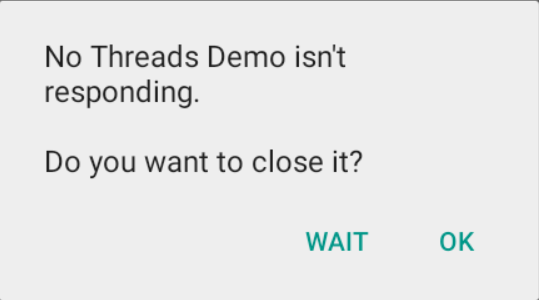 No Threads Demo isn't
responding.
Do you want to close it?
WAIT OK